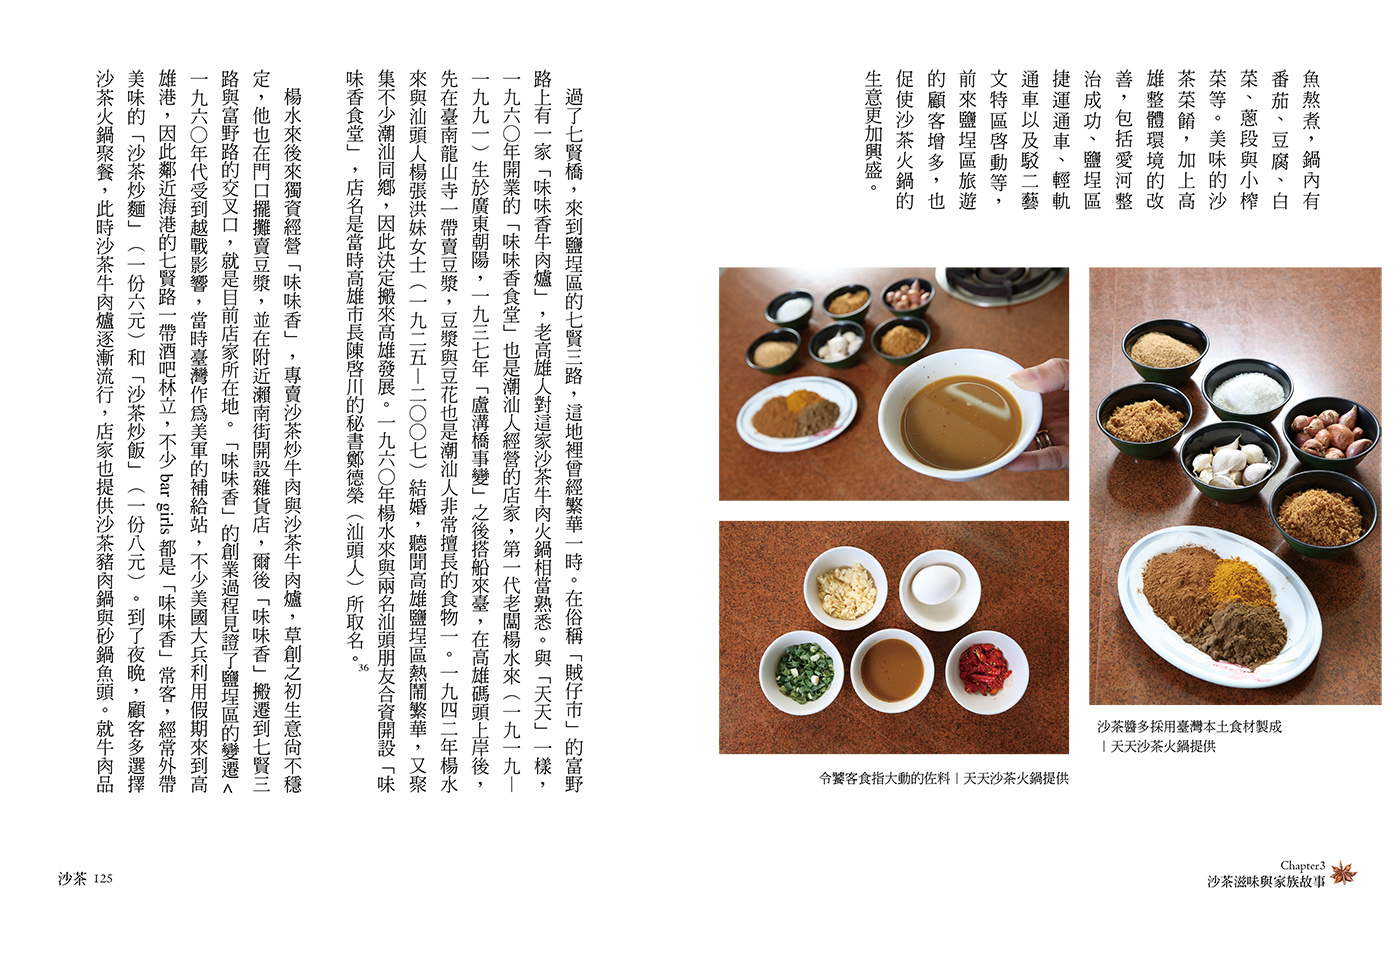 魚熬煮，鍋內有
番茄、豆腐、白
菜、蔥段與小榨
菜等。美味的沙
茶菜餚，加上高
雄整體環境的改
善，包括愛河整
治成功、鹽埕區
捷運通車、輕軌
通車以及駁二藝
文特區啓動等，
前來鹽埕區旅遊
的顧客增多，也
促使沙茶火鍋的
生意更加興盛。
沙茶醬多採用臺灣本土食材製成
｜天天沙茶火鍋提供
令饕客食指大動的佐料｜天天沙茶火鍋提供
Chapter3
沙茶滋味與家族故事
過了七賢橋，來到鹽埕區的七賢三路，這地裡曾經繁華一時。在俗稱「賊仔市」的富野
路上有一家「味味香牛肉爐」，老高雄人對這家沙茶牛肉火鍋相當熟悉。與「天天」一樣，
一九六〇年開業的「味味香食堂」也是潮汕人經營的店家，第一代老闆楊水來（一九一九—
一九九一）生於廣東朝陽，一九三七年「盧溝橋事變」之後搭船來臺，在高雄碼頭上岸後，
先在臺南龍山寺一帶賣豆漿，豆漿與豆花也是潮汕人非常擅長的食物一。一九四二年楊水
來與汕頭人楊張洪妹女士（一九二五—二〇〇七）結婚，聽聞高雄鹽埕區熱鬧繁華，又聚
集不少潮汕同鄉，因此決定搬來高雄發展。一九六〇年楊水來與兩名汕頭朋友合資開設「味
味香食堂」，店名是當時高雄市長陳啓川的秘書鄭德榮（汕頭人）所取名。36
楊水來後來獨資經營「味味香」，專賣沙茶炒牛肉與沙茶牛肉爐，草創之初生意尚不穩
定，他也在門口擺攤賣豆漿，並在附近瀨南街開設雜貨店，爾後「味味香」搬遷到七賢三
路與富野路的交叉口，就是目前店家所在地。「味味香」的創業過程見證了鹽埕區的變遷<
一九六〇年代受到越戰影響，當時臺灣作為美軍的補給站，不少美國大兵利用假期來到高
雄港，因此鄰近海港的七賢路一帶酒吧林立，不少 bar girls 都是「味味香」常客，經常外帶
美味的「沙茶炒麵」（一份六元）和「沙茶炒飯」（一份八元）。到了夜晚，顧客多選擇
沙茶火鍋聚餐，此時沙茶牛肉爐逐漸流行，店家也提供沙茶豬肉鍋與砂鍋魚頭。就牛肉品
沙茶 125